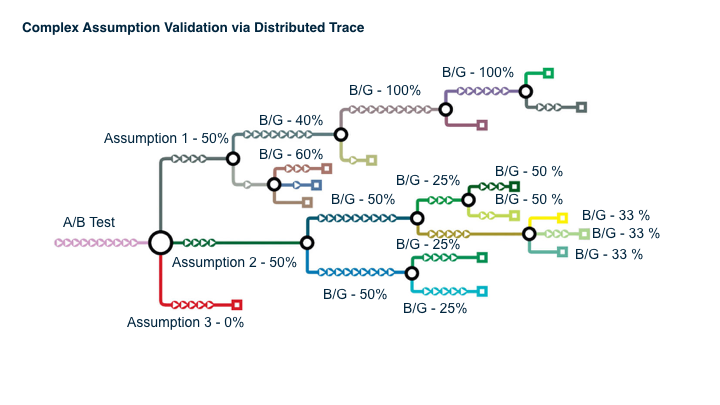 Complex Assumption Validation via Distributed Trace
B/G - 100%
B/G - 100%
B/G - 40%
Assumption 1 - 50%
B/G - 60%
B/G - 50 %
B/G - 25%
B/G - 50%
B/G - 50 %
A/B Test
B/G - 33 %
B/G - 33 %
B/G - 25%
B/G - 33 %
Assumption 2 - 50%
B/G - 50%
B/G - 25%
Assumption 3 - 0%